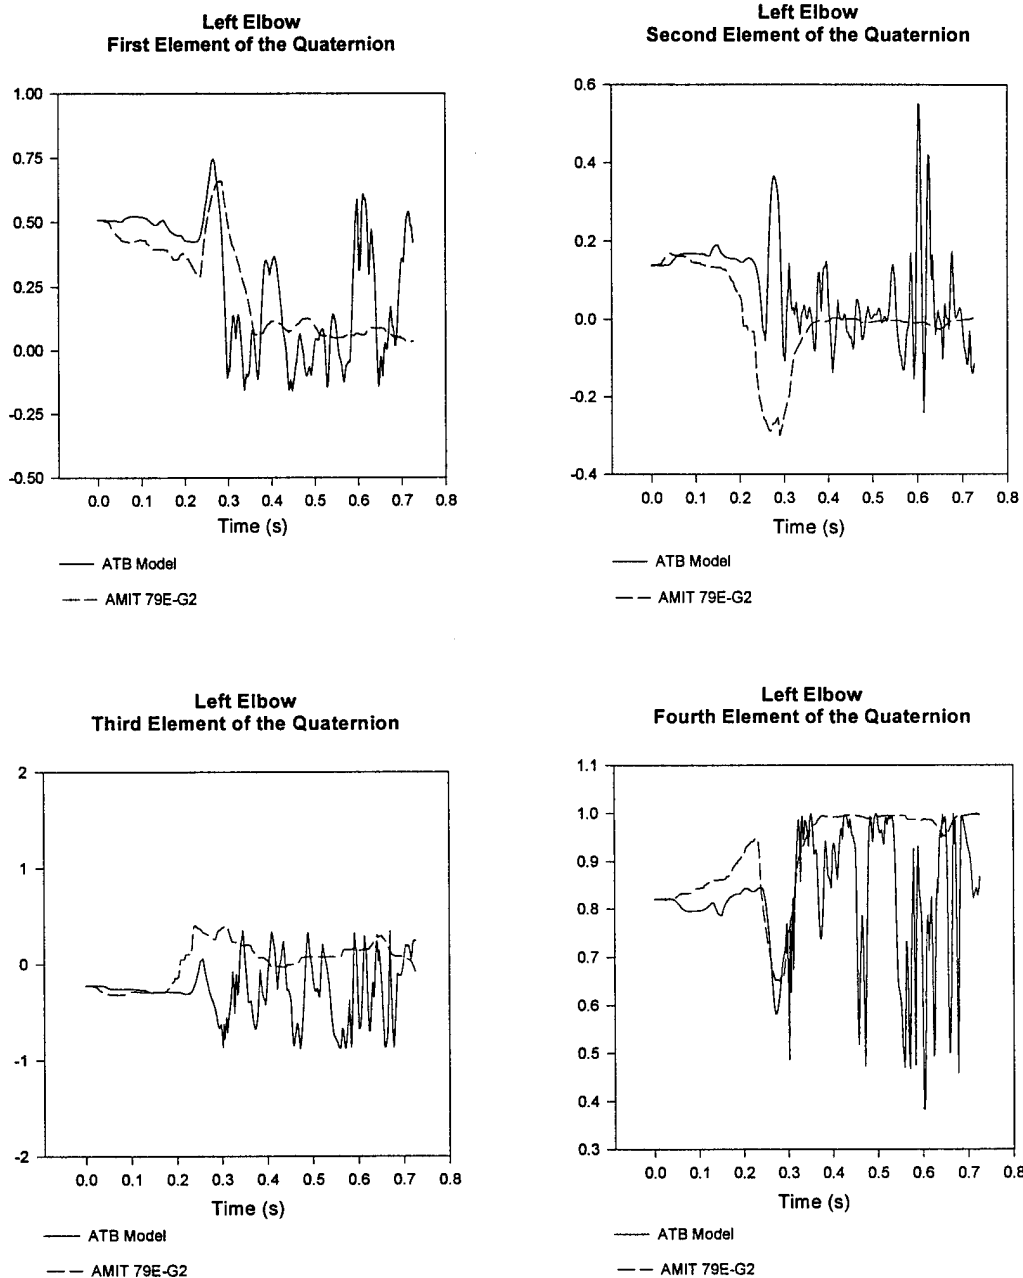 Left Elbow
First Element of the Quaternion
1.00
0.75
0.50
0.25
0.00
-0.25
-0.50
0.0 0.1 0.2 0.3 0.4 0.5 0.6 0.7 0.8
Time (s)
ATB Model
AMIT 79E-G2
Left Elbow
Second Element of the Quaternion
0.6
0.4
0.2
0.0
-0.2
-0.4
0.0 0.1 0.2 0.3 0.4 0.5 0.6 0.7 0.8
Time (s)
ATB Model
AMIT 79E-G2
Left Elbow
Third Element of the Quaternion
2
1
0
-1
-2
0.0 0.1 0.2 0.3 0.4 0.5 0.6 0.7 0.8
Time (s)
ATB Model
AMIT 79E-G2
Left Elbow
Fourth Element of the Quaternion
1.1
1.0
0.9
0.8
0.7
0.6
0.5
0.4
0.3
0.0 0.1 0.2 0.3 0.4 0.5 0.6 0.7 0.8
Time (s)
ATB Model
AMIT 79E-G2